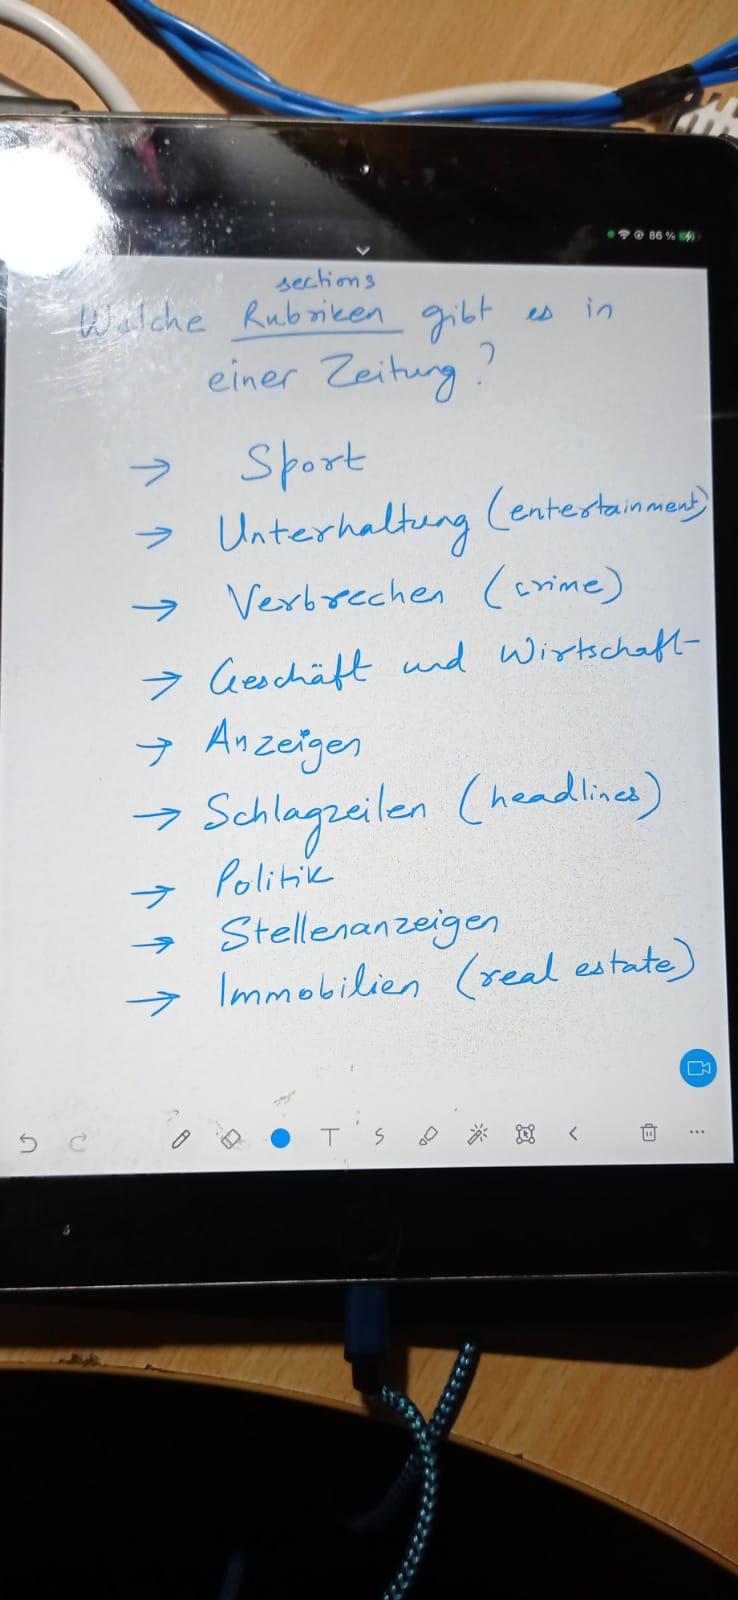 86 %
sections
Welche Rubriken gibt es in
einer Zeitung?
→ Sport
→ Unterhaltung (entertainment)
→ Verbrechen (crime)
→ Geschäft und Wirtschaft
→ Anzeigen
→ Schlagzeilen (headlines)
→ Politik
→ Stellenanzeigen
→ Immobilien (real estate)
T